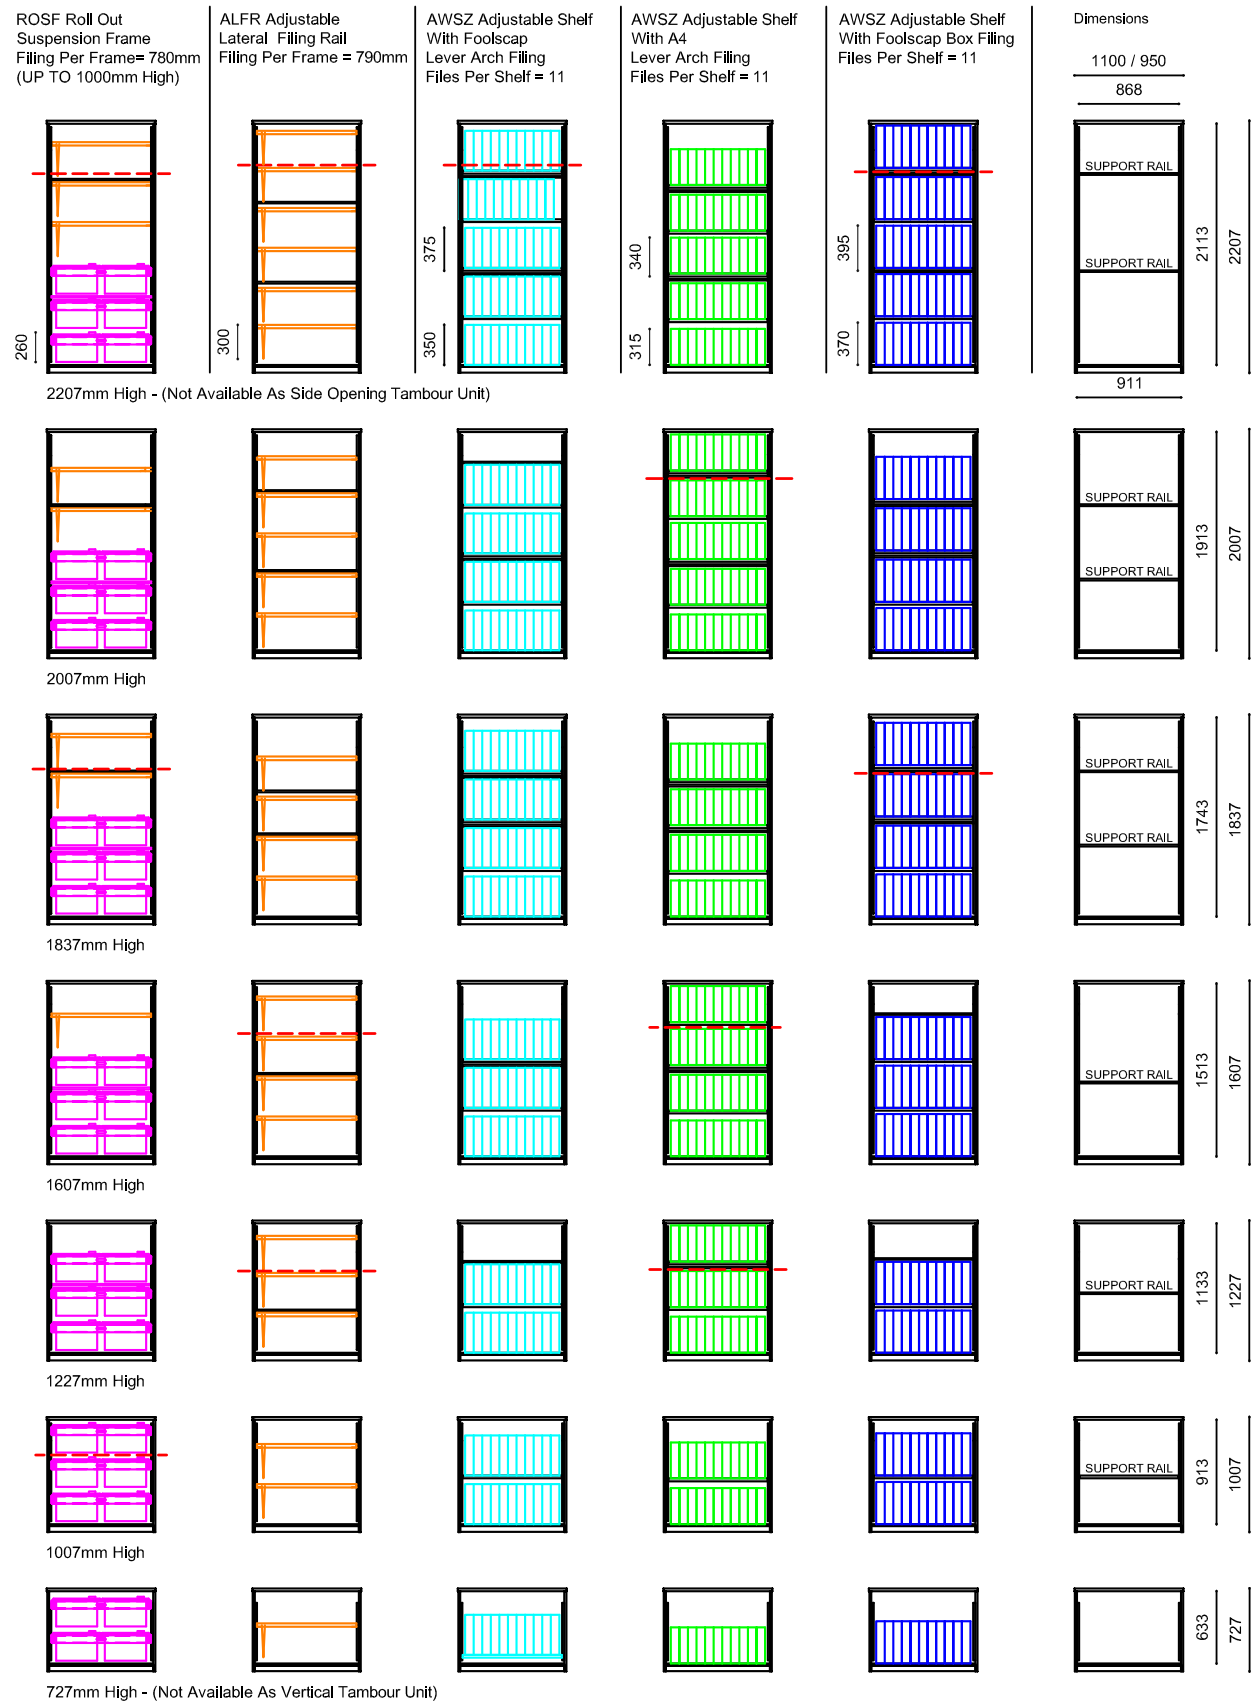 ROSF Roll Out
Suspension Frame
Filing Per Frame= 780mm
(UP TO 1000mm High)
ALFR Adjustable
Lateral Filing Rail
Filing Per Frame = 790mm
AWSZ Adjustable Shelf
With Foolscap
Lever Arch Filing
Files Per Shelf = 11
AWSZ Adjustable Shelf
With A4
Lever Arch Filing
Files Per Shelf = 11
AWSZ Adjustable Shelf
With Foolscap Box Filing
Files Per Shelf = 11
Dimensions
1100 / 950
868
260
300
375
350
340
315
395
370
SUPPORT RAIL
SUPPORT RAIL
2113
2207
2207mm High - (Not Available As Side Opening Tambour Unit)
911
SUPPORT RAIL
SUPPORT RAIL
1913
2007
2007mm High
SUPPORT RAIL
SUPPORT RAIL
1743
1837
1837mm High
SUPPORT RAIL
1513
1607
1607mm High
SUPPORT RAIL
1133
1227
1227mm High
SUPPORT RAIL
913
1007
1007mm High
633
727
727mm High - (Not Available As Vertical Tambour Unit)